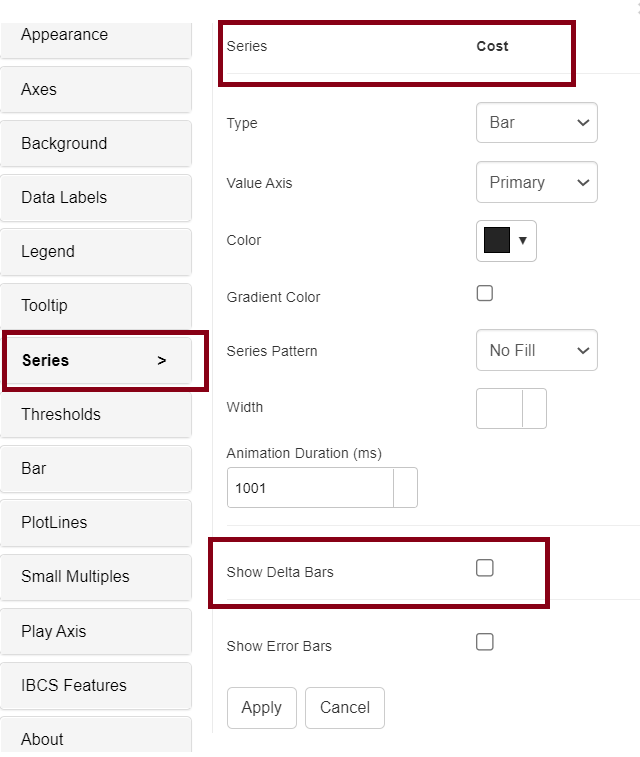 Appearance
Axes
Background
Data Labels
Legend
Tooltip
Series >
Thresholds
Bar
PlotLines
Small Multiples
Play Axis
IBCS Features
About
Series Cost
Type Bar
Value Axis Primary
Color
Gradient Color
Series Pattern No Fill
Width
Animation Duration (ms)
1001
Show Delta Bars
Show Error Bars
Apply Cancel